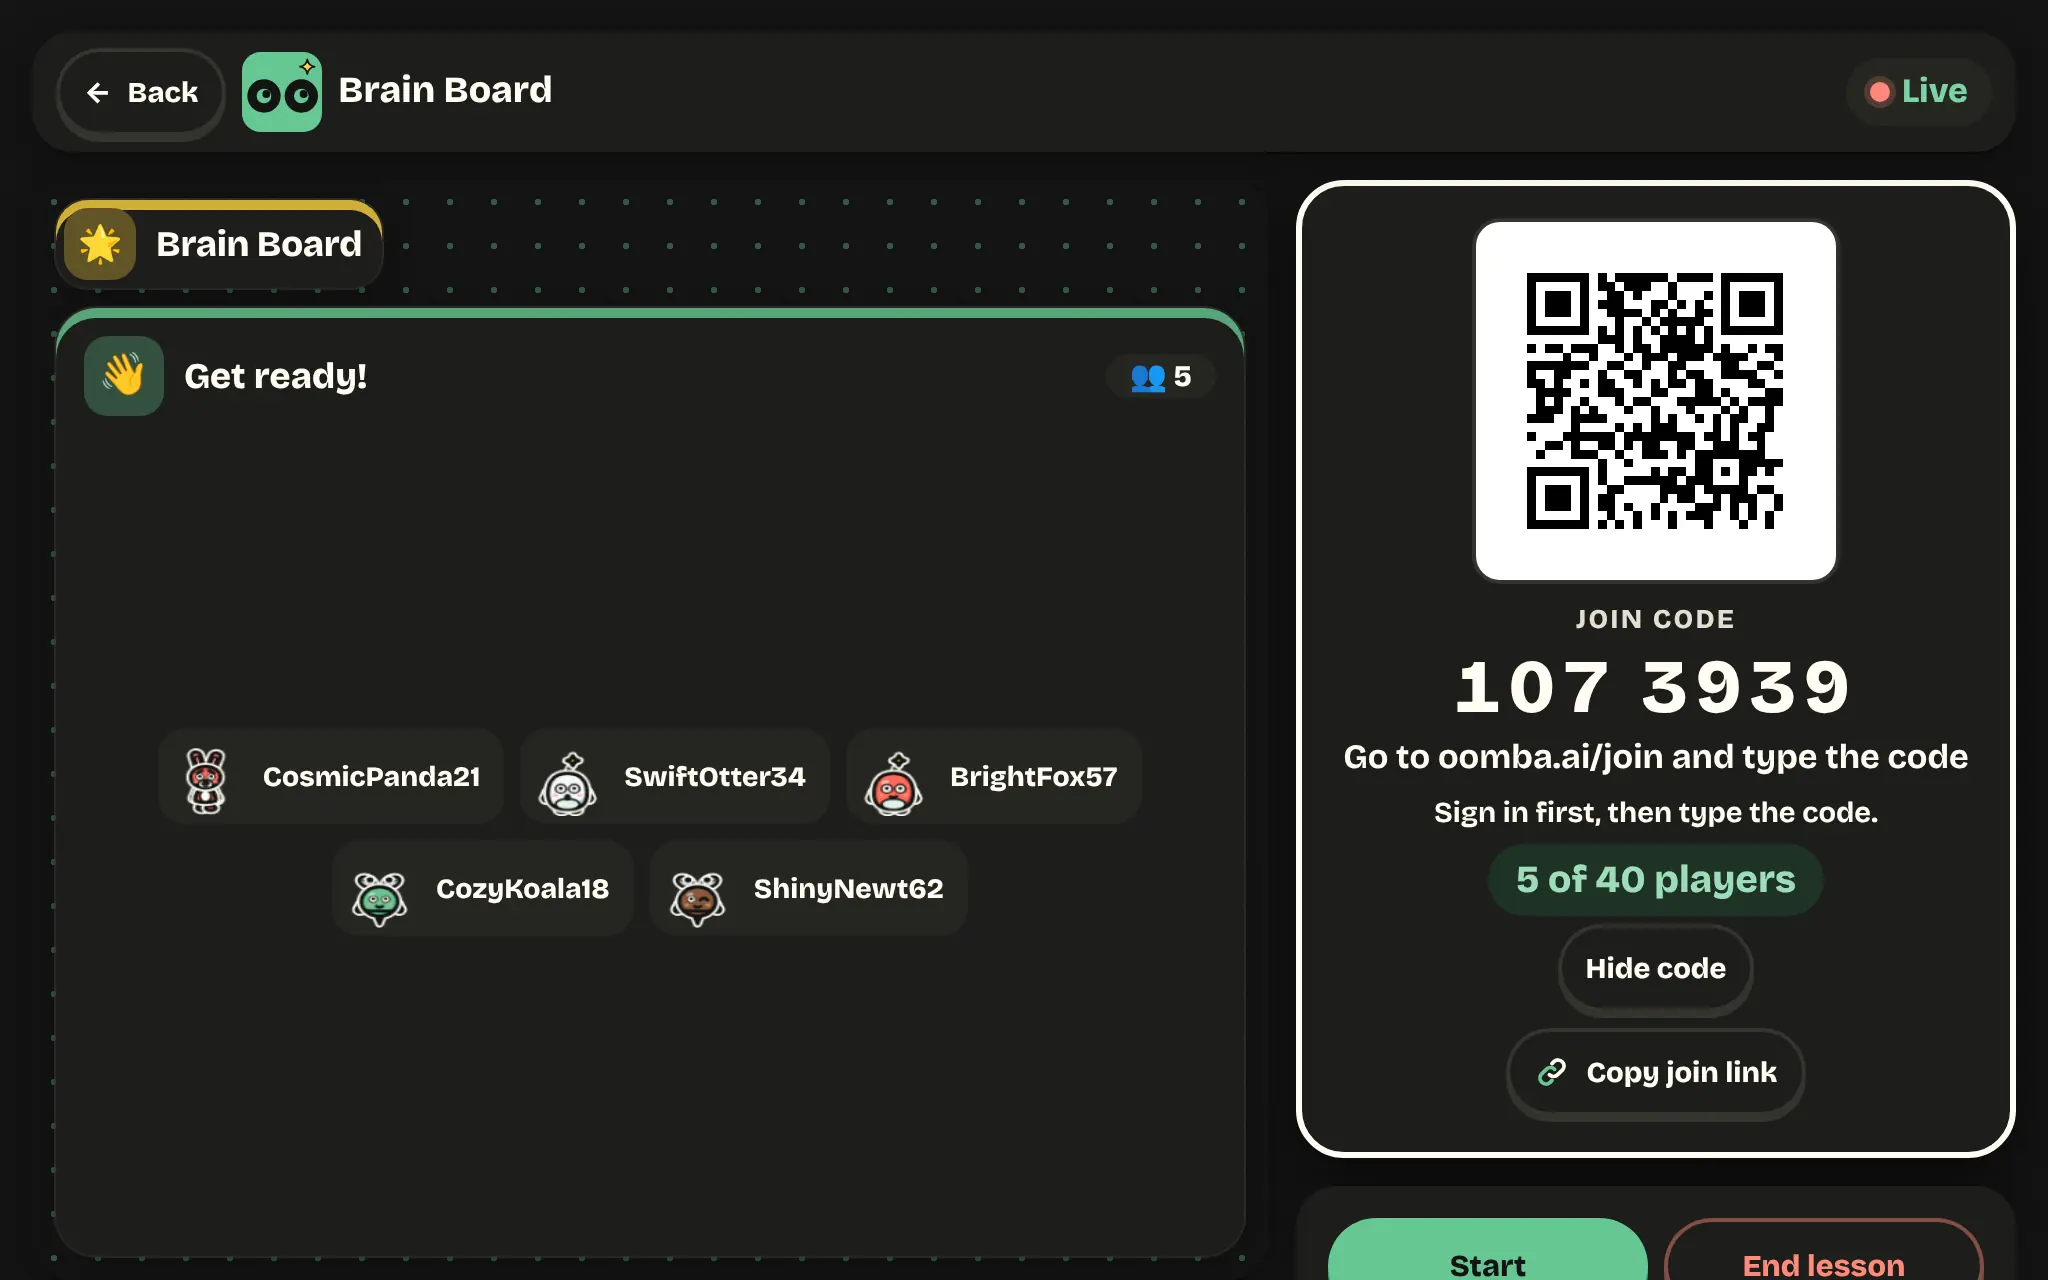 Back
Brain Board
Live
Brain Board
Get ready!
5
CosmicPanda21
SwiftOtter34
BrightFox57
CozyKoala18
ShinyNewt62
JOIN CODE
107 3939
Go to oomba.ai/join and type the code
Sign in first, then type the code.
5 of 40 players
Hide code
Copy join link
Start
End lesson